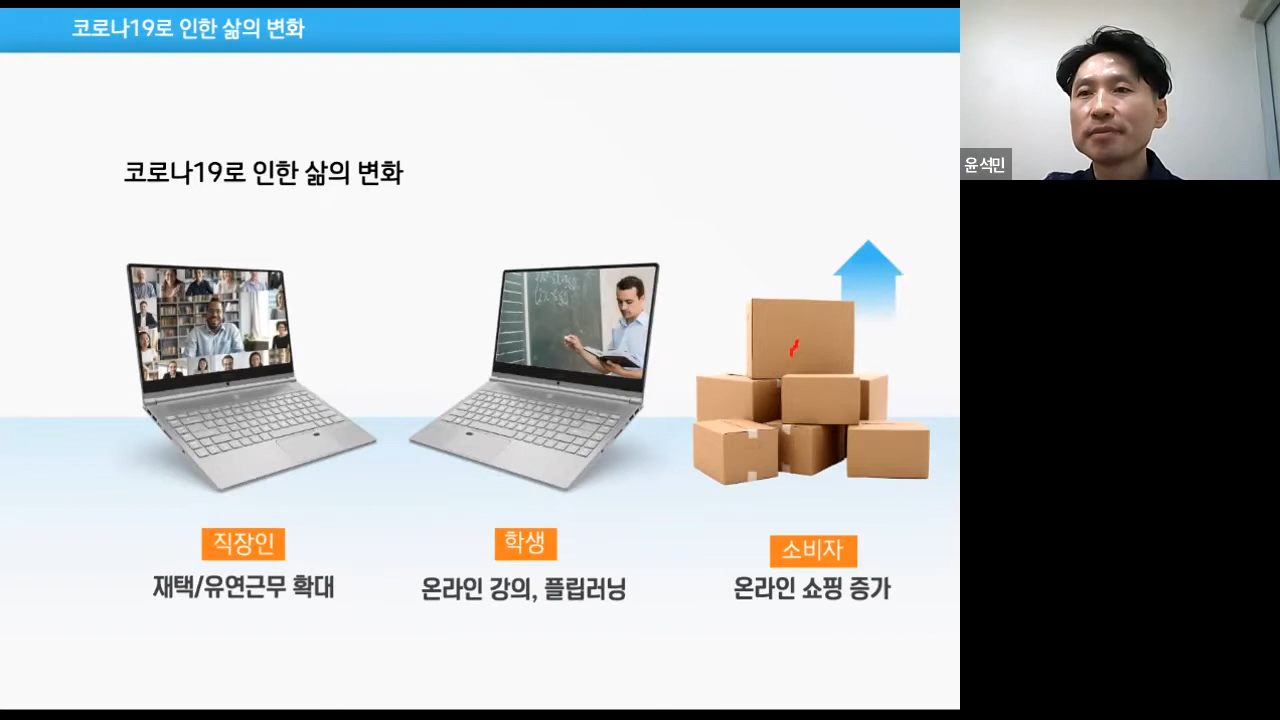 코로나19로 인한 삶의 변화
윤석민
코로나19로 인한 삶의 변화
직장인
재택/유연근무 확대
학생
온라인 강의, 플립러닝
소비자
온라인 쇼핑 증가